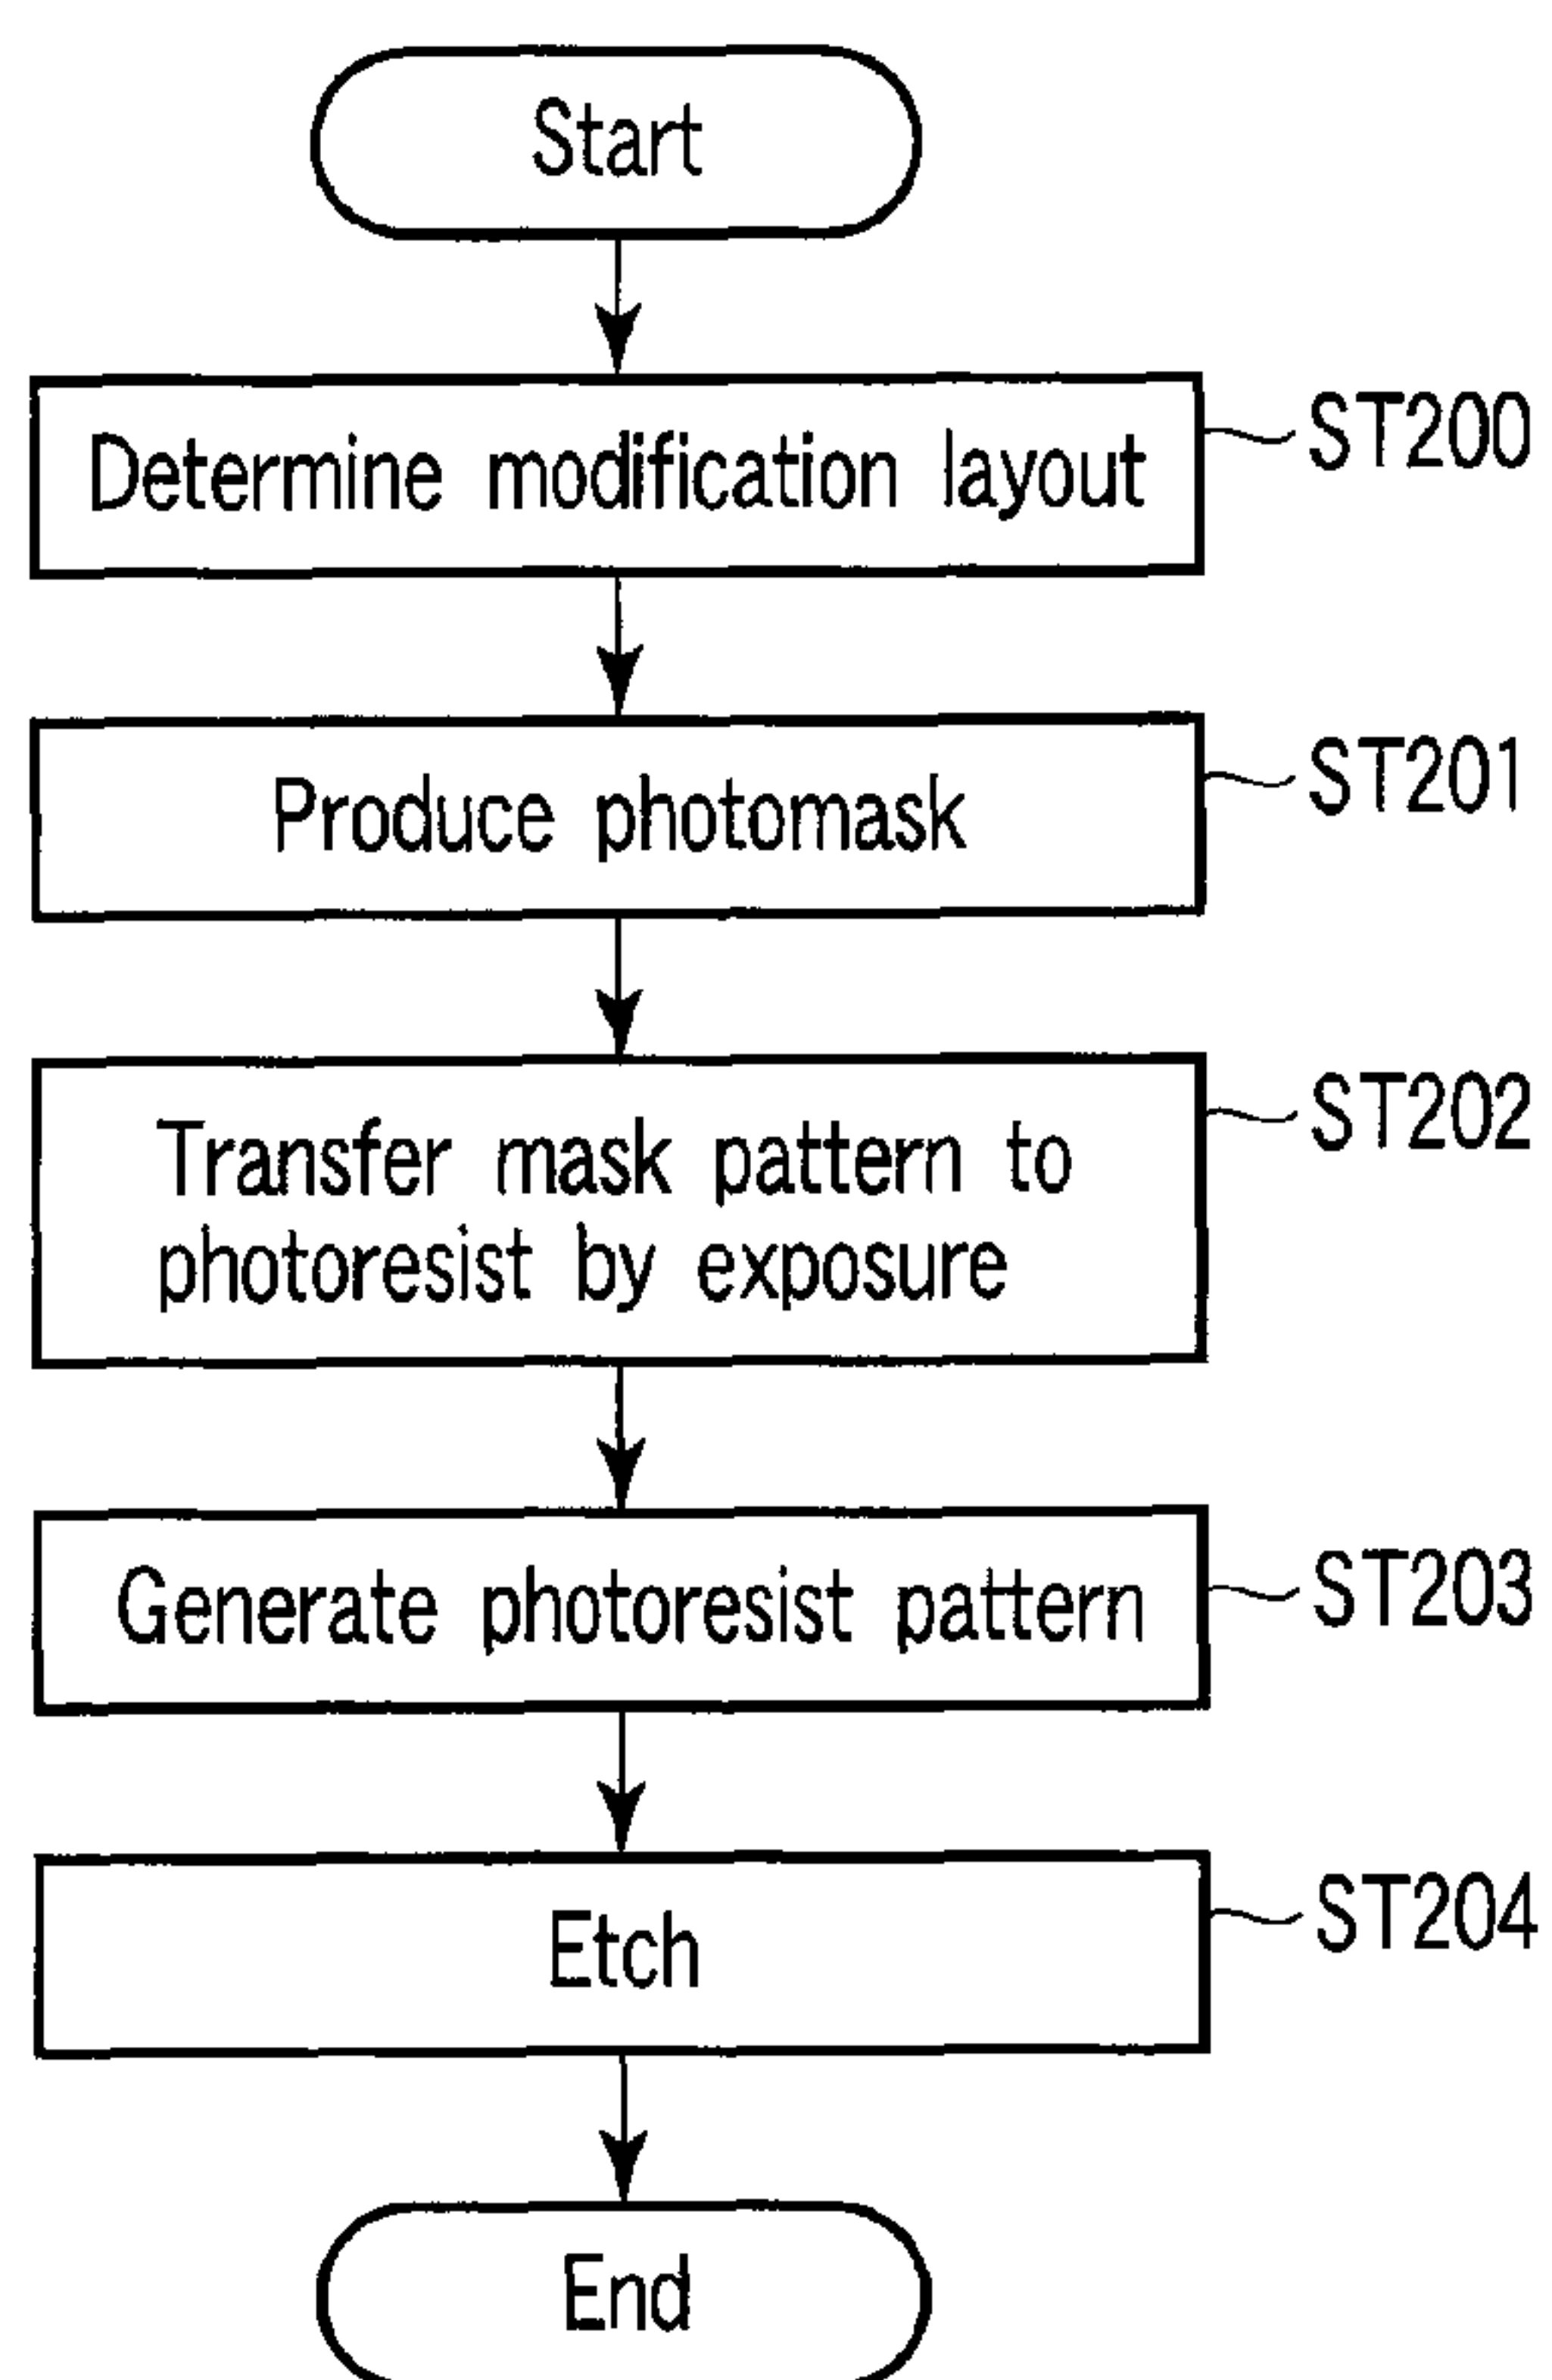 Start
Determine modification layout
ST200
Produce photomask
ST201
Transfer mask pattern to
photoresist by exposure
ST202
Generate photoresist pattern
ST203
Etch
ST204
End